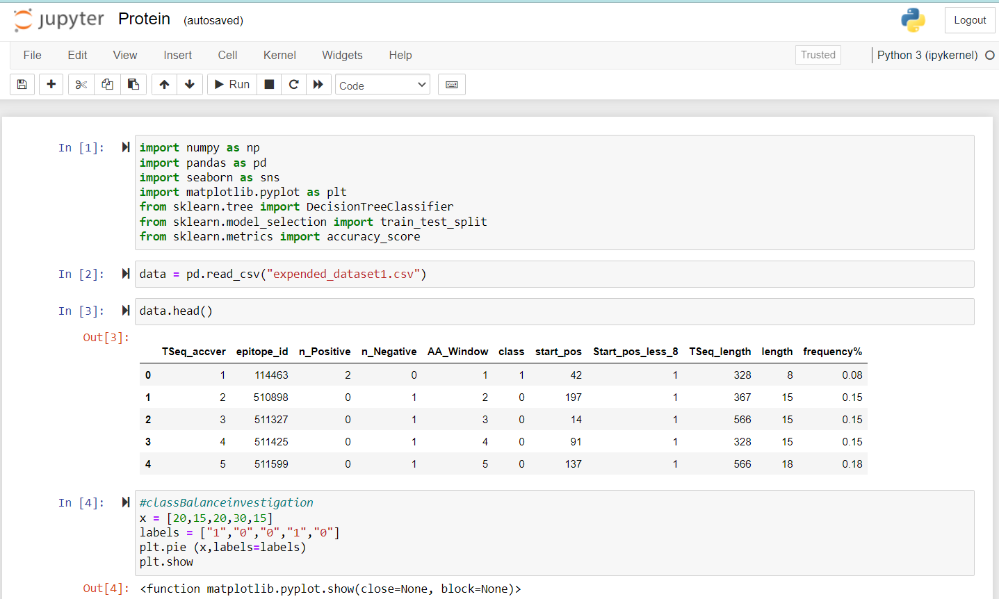 jupyter Protein (autosaved) Logout
File Edit View Insert Cell Kernel Widgets Help Trusted Python 3 (ipykernel)
Run Code
In [1]: import numpy as np
import pandas as pd
import seaborn as sns
import matplotlib.pyplot as plt
from sklearn.tree import DecisionTreeClassifier
from sklearn.model_selection import train_test_split
from sklearn.metrics import accuracy_score
In [2]: data = pd.read_csv("expended_dataset1.csv")
In [3]: data.head()
Out[3]:
TSeq_accver epitope_id n_Positive n_Negative AA_Window class start_pos Start_pos_less_8 TSeq_length length frequency%
0 1 114463 2 0 1 1 42 1 328 8 0.08
1 2 510898 0 1 2 0 197 1 367 15 0.15
2 3 511327 0 1 3 0 14 1 566 15 0.15
3 4 511425 0 1 4 0 91 1 328 15 0.15
4 5 511599 0 1 5 0 137 1 566 18 0.18
In [4]: #classBalanceinvestigation
x = [20,15,20,30,15]
labels = ["1","0","0","1","0"]
plt.pie (x,labels=labels)
plt.show
Out[4]: <function matplotlib.pyplot.show(close=None, block=None)>